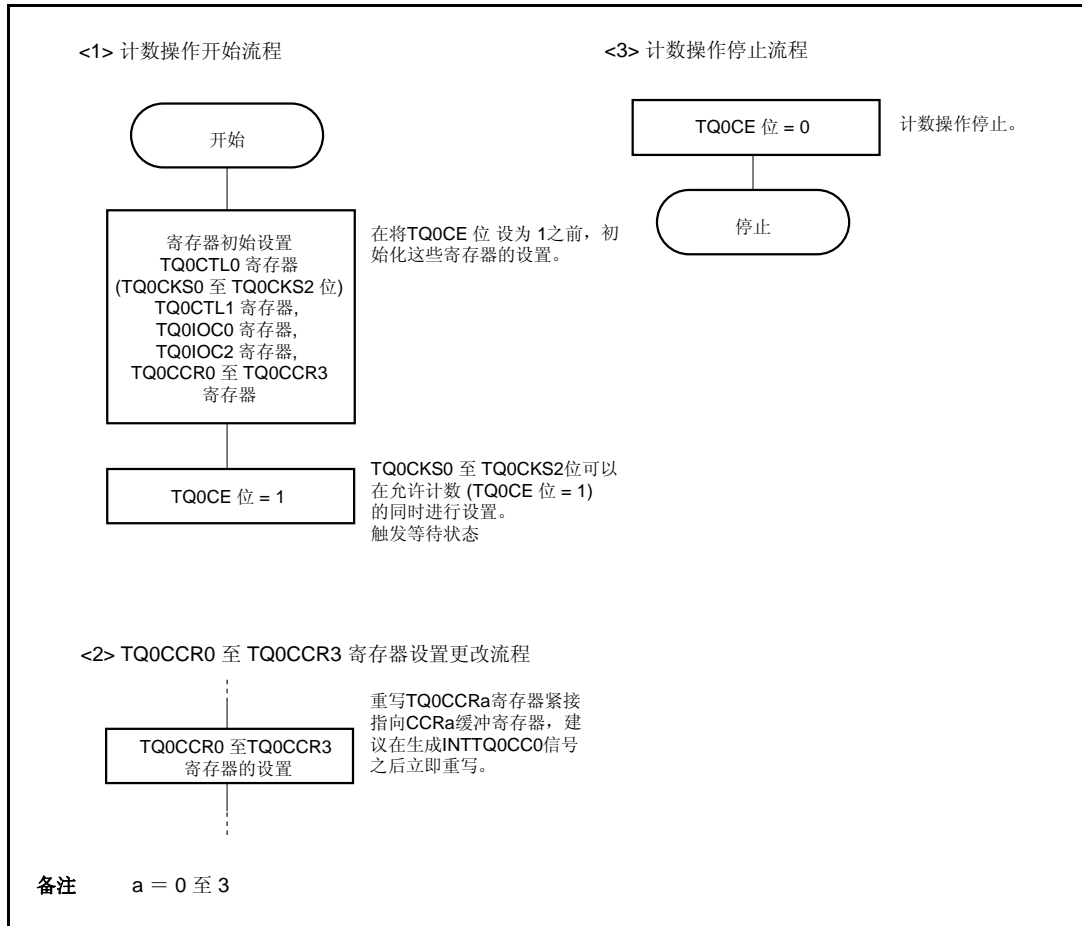 <1> 计数操作开始流程
开始
寄存器初始设置
TQ0CTL0 寄存器
(TQ0CKS0 至 TQ0CKS2 位)
TQ0CTL1 寄存器,
TQ0IOC0 寄存器,
TQ0IOC2 寄存器,
TQ0CCR0 至 TQ0CCR3
寄存器
在将TQ0CE 位 设为 1之前，初
始化这些寄存器的设置。
TQ0CE 位 = 1
TQ0CKS0 至 TQ0CKS2位可以
在允许计数 (TQ0CE 位 = 1)
的同时进行设置。
触发等待状态
<3> 计数操作停止流程
TQ0CE 位 = 0
计数操作停止。
停止
<2> TQ0CCR0 至 TQ0CCR3 寄存器设置更改流程
TQ0CCR0 至TQ0CCR3
寄存器的设置
重写TQ0CCRa寄存器紧接
指向CCRa缓冲寄存器，建
议在生成INTTQ0CC0信号
之后立即重写。
备注 a ＝ 0 至 3